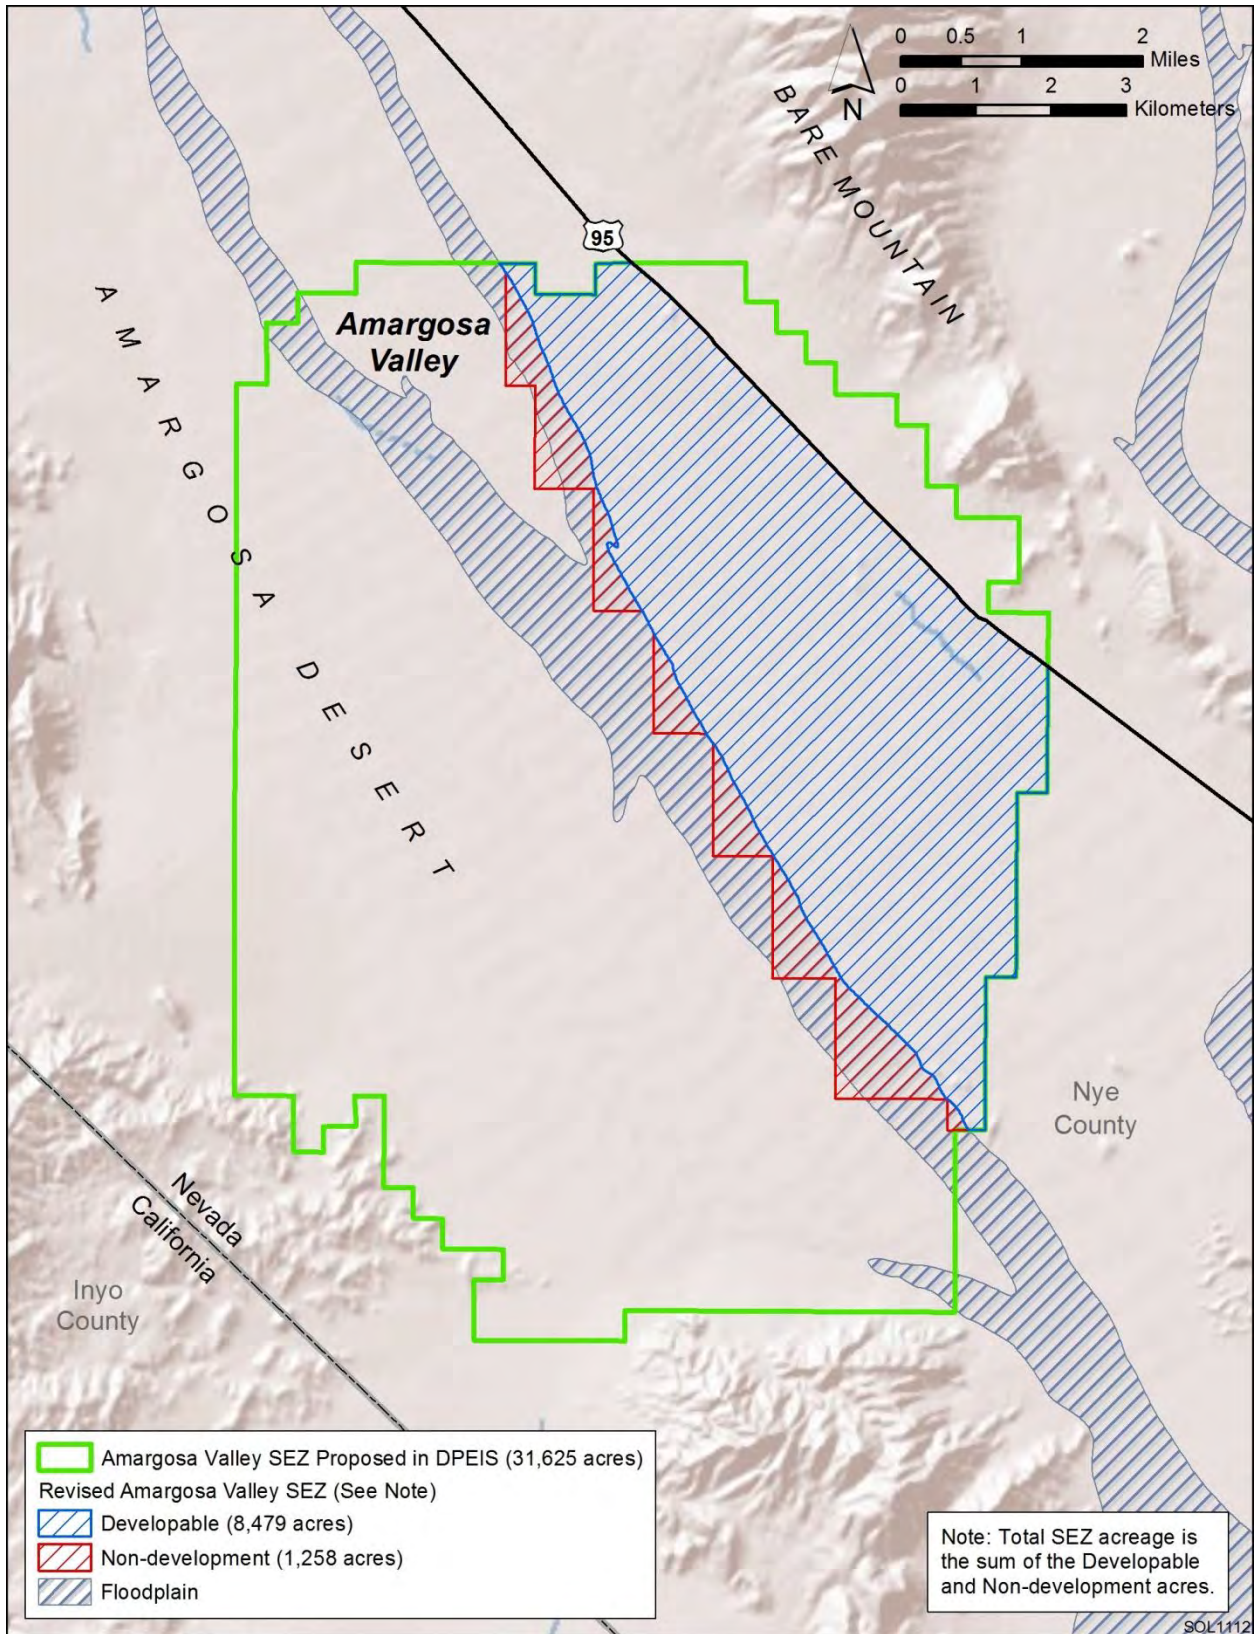 0 0.5 1 2
Miles
0 1 2 3
Kilometers
N
BARE MOUNTAIN
95
Amargosa
Valley
AMARGOSA DESERT
Nye
County
Nevada
California
Inyo
County
Amargosa Valley SEZ Proposed in DPEIS (31,625 acres)
Revised Amargosa Valley SEZ (See Note)
Developable (8,479 acres)
Non-development (1,258 acres)
Floodplain
Note: Total SEZ acreage is
the sum of the Developable
and Non-development acres.
SOL1112